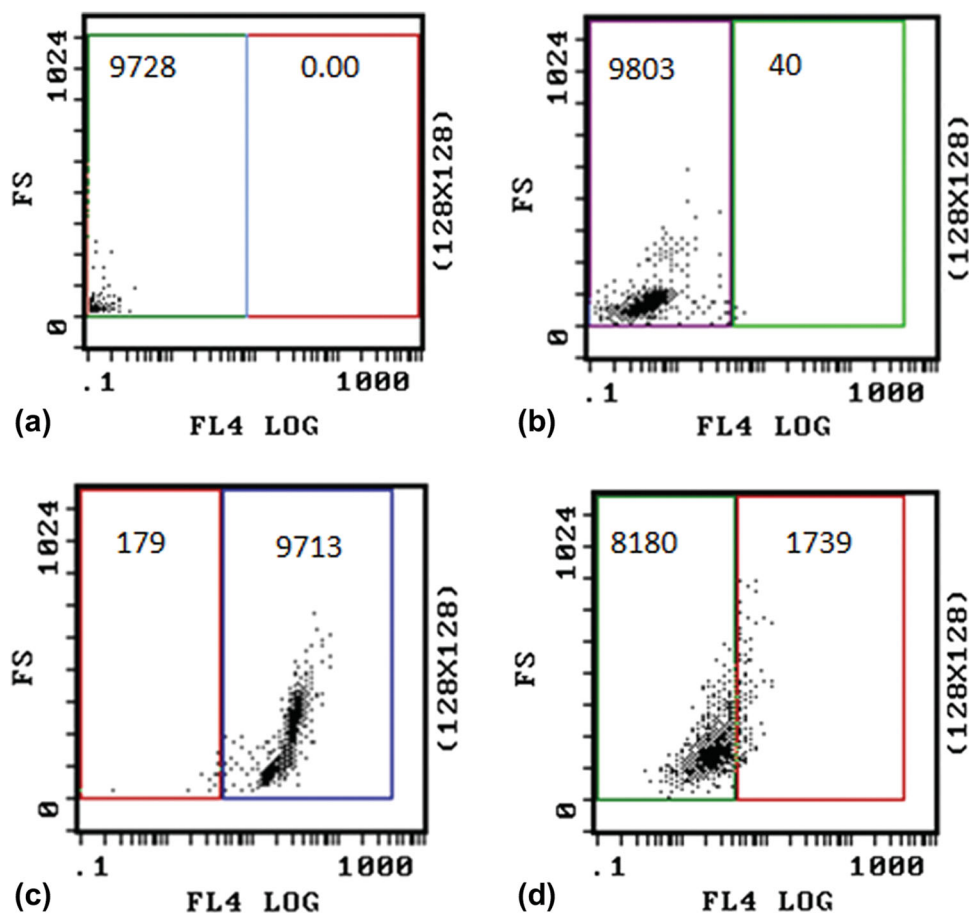 1024
9728 0.00
FS
(128X128)
0
.1 1000
(a)
FL4 LOG
1024
9803 40
FS
(128X128)
0
.1 1000
(b)
FL4 LOG
1024
179 9713
FS
(128X128)
0
.1 1000
(c)
FL4 LOG
1024
8180 1739
FS
(128X128)
0
.1 1000
(d)
FL4 LOG